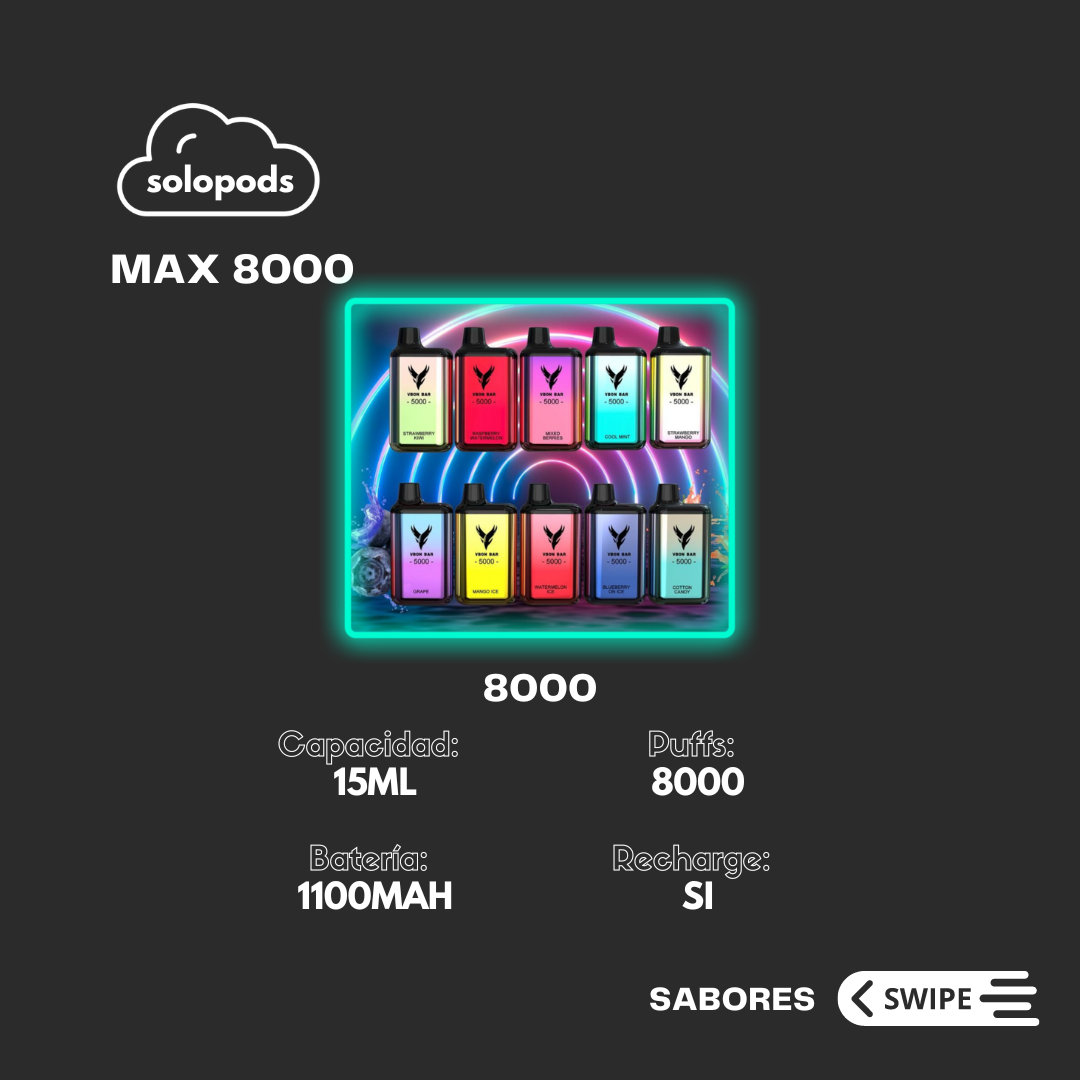 solopods
MAX 8000
VBON BAR
- 5000 -
STRAWBERRY
KIWI
VBON BAR
- 5000 -
RASPBERRY
WATERMELON
VBON BAR
- 5000 -
MIXED
BERRIES
VBON BAR
- 5000 -
COOL MINT
VBON BAR
- 5000 -
STRAWBERRY
MANGO
VBON BAR
- 5000 -
GRAPE
VBON BAR
- 5000 -
MANGO ICE
VBON BAR
- 5000 -
WATERMELON
ICE
VBON BAR
- 5000 -
BLUEBERRY
ON ICE
VBON BAR
- 5000 -
COTTON
CANDY
8000
Capacidad: Puffs:
15ML 8000
Batería: Recharge:
1100MAH SI
SABORES SWIPE